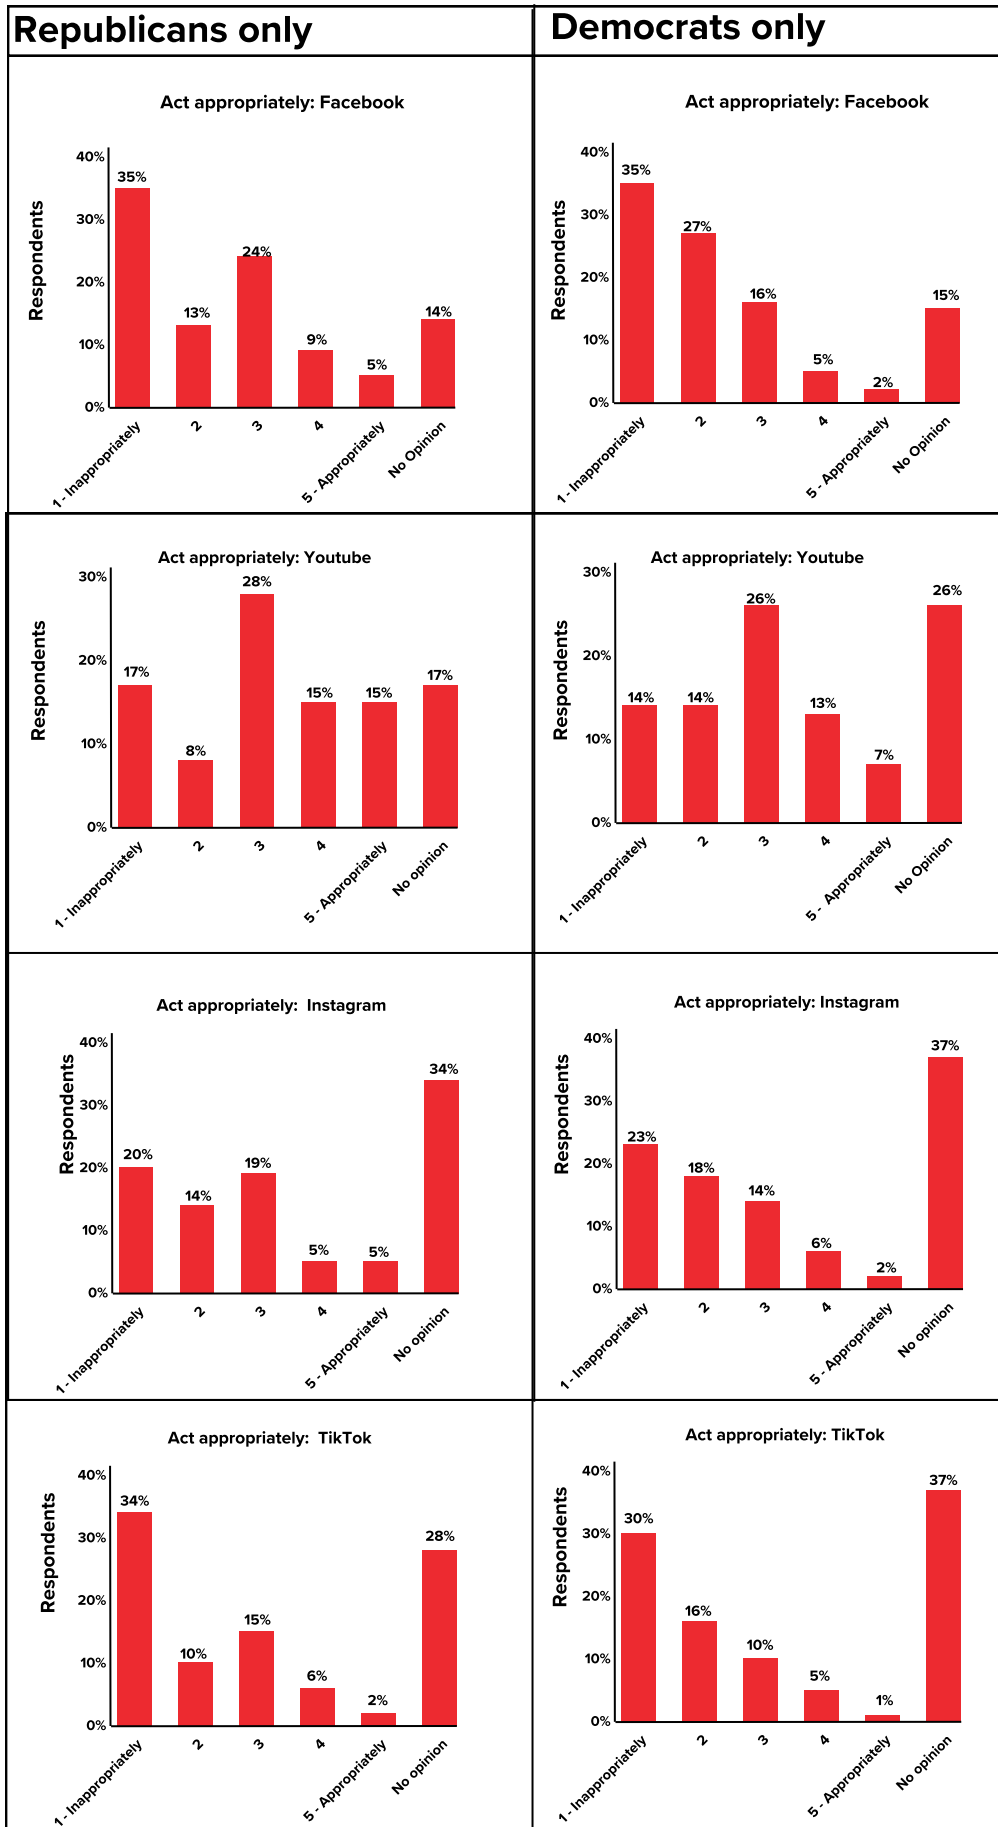 Republicans only
Democrats only
Act appropriately: Facebook
Respondents
40%
30%
20%
10%
0%
35%
13%
24%
9%
5%
14%
1- Inappropriately
2
3
4
5 - Appropriately
No Opinion
Act appropriately: Facebook
Respondents
40%
30%
20%
10%
0%
35%
27%
16%
5%
2%
15%
1- Inappropriately
2
3
4
5 - Appropriately
No Opinion
Act appropriately: Youtube
Respondents
30%
20%
10%
0%
17%
8%
28%
15%
15%
17%
1- Inappropriately
2
3
4
5 - Appropriately
No opinion
Act appropriately: Youtube
Respondents
30%
20%
10%
0%
14%
14%
26%
13%
7%
26%
1- Inappropriately
2
3
4
5 - Appropriately
No Opinion
Act appropriately: Instagram
Respondents
40%
30%
20%
10%
0%
20%
14%
19%
5%
5%
34%
1- Inappropriately
2
3
4
5 - Appropriately
No opinion
Act appropriately: Instagram
Respondents
40%
30%
20%
10%
0%
23%
18%
14%
6%
2%
37%
1- Inappropriately
2
3
4
5 - Appropriately
No opinion
Act appropriately: TikTok
Respondents
40%
30%
20%
10%
0%
34%
10%
15%
6%
2%
28%
1- Inappropriately
2
3
4
5 - Appropriately
No opinion
Act appropriately: TikTok
Respondents
40%
30%
20%
10%
0%
30%
16%
10%
5%
1%
37%
1- Inappropriately
2
3
4
5 - Appropriately
No opinion